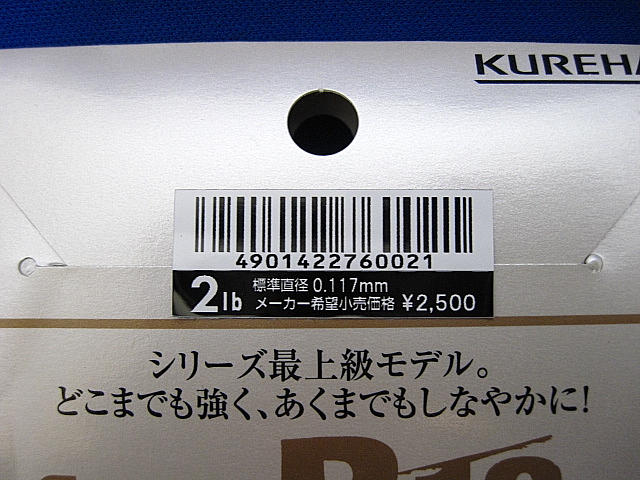 KUREHA
4901422760021
2lb 標準直径 0.117mm
メーカー希望小売価格 ¥2,500
シリーズ最上級モデル。
どこまでも強く、あくまでもしなやかに!